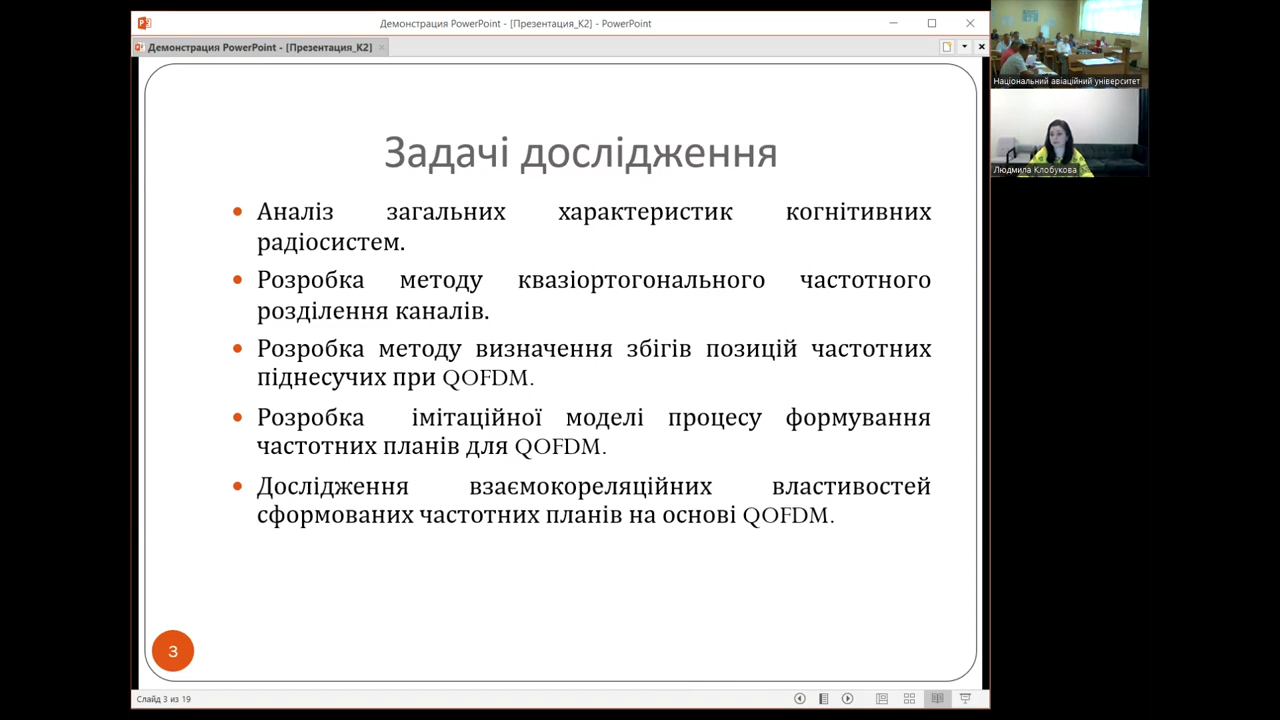 Демонстрация PowerPoint - [Презентация_К2] - PowerPoint
Демонстрация PowerPoint - [Презентация_К2]
Національний авіаційний університет
Людмила Клобукова
Задачі дослідження
• Аналіз загальних характеристик когнітивних
радіосистем.
• Розробка методу квазіортогонального частотного
розділення каналів.
• Розробка методу визначення збігів позицій частотних
піднесучих при QOFDM.
• Розробка імітаційної моделі процесу формування
частотних планів для QOFDM.
• Дослідження взаємокореляційних властивостей
сформованих частотних планів на основі QOFDM.
3
Слайд 3 из 19